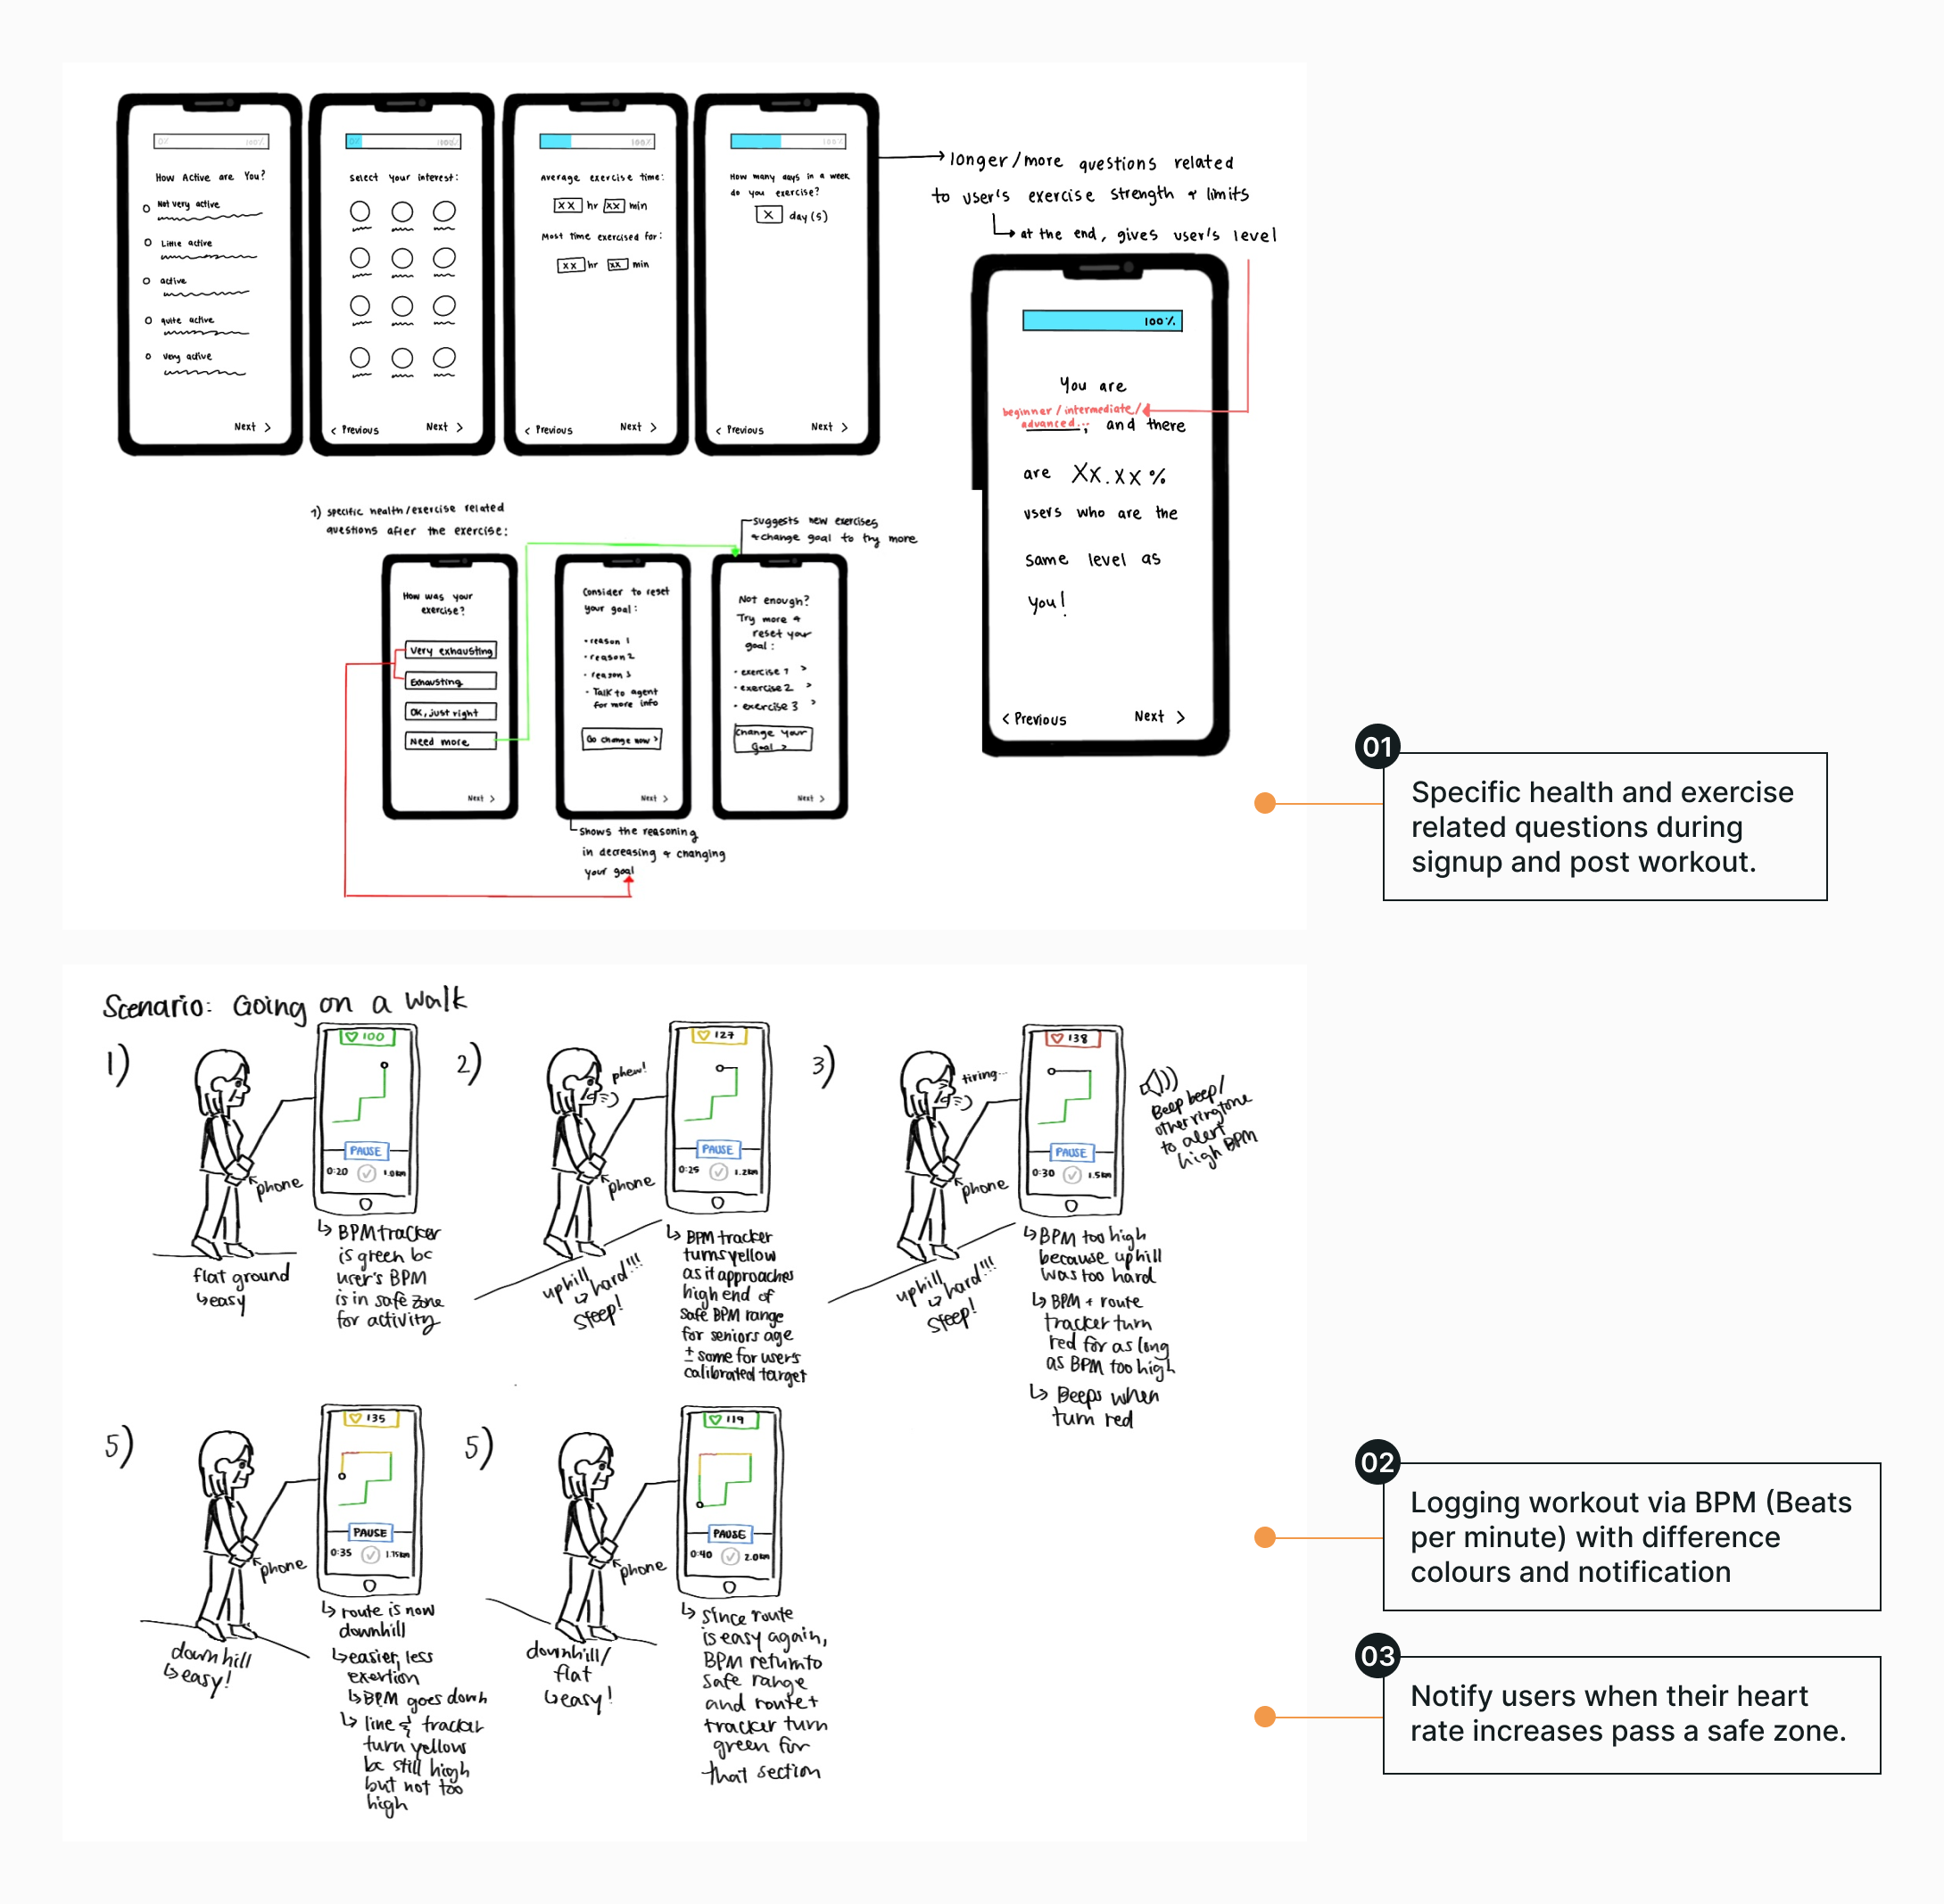 0% 100%
How Active are You?
Not very active
Little active
active
quite active
very active
Next >
0% 100%
Select your interest:
< Previous Next >
100%
Average exercise time:
XX hr XX min
Most time exercised for:
XX hr XX min
< Previous Next >
100%
How many days in a week
do you exercise?
X day(s)
< Previous Next >
longer/more questions related
to user's exercise strength + limits
at the end, gives user's level
100%
You are
beginner/intermediate/
advanced..., and there
are XX.XX%
users who are the
same level as
you!
< Previous Next >
1) specific health/exercise related
questions after the exercise:
How was your
exercise?
Very exhausting
Exhausting
OK, just right
Need more
Next >
Consider to reset
your goal:
• reason 1
• reason 2
• reason 3
• Talk to agent
for more info
Go change now >
Next >
Shows the reasoning
in decreasing + changing
your goal
suggests new exercises
+ change goal to try more
Not enough?
Try more +
reset your
goal:
• exercise 1 >
• exercise 2 >
• exercise 3 >
Change your
goal >
Next >
01
Specific health and exercise
related questions during
signup and post workout.
Scenario: Going on a walk
1)
phone
flat ground
↳ easy
100
PAUSE
0:20 1.0km
↳ BPM tracker
is green bc
user's BPM
is in safe zone
for activity
2)
phew!
phone
uphill
↳ hard!!!
steep!
127
PAUSE
0:25 1.2km
↳ BPM tracker
turns yellow
as it approaches
high end of
safe BPM range
for seniors age
± some for user's
calibrated target
3)
tiring...
phone
uphill
↳ hard!!!
steep!
138
PAUSE
0:30 1.5km
Beep beep/
other ringtone
to alert
high BPM
↳ BPM too high
because uphill
was too hard
↳ BPM + route
tracker turn
red for as long
as BPM too high
↳ Beeps when
turn red
5)
phone
downhill
↳ easy!
135
PAUSE
0:35 1.75km
↳ route is now
downhill
↳ easier, less
exertion
↳ BPM goes down
↳ line & tracker
turn yellow
bc still high
but not too
high
5)
phone
downhill/
flat
↳ easy!
119
PAUSE
0:40 2.0km
↳ since route
is easy again,
BPM return to
safe range
and route +
tracker turn
green for
that section
02
Logging workout via BPM (Beats
per minute) with difference
colours and notification
03
Notify users when their heart
rate increases pass a safe zone.